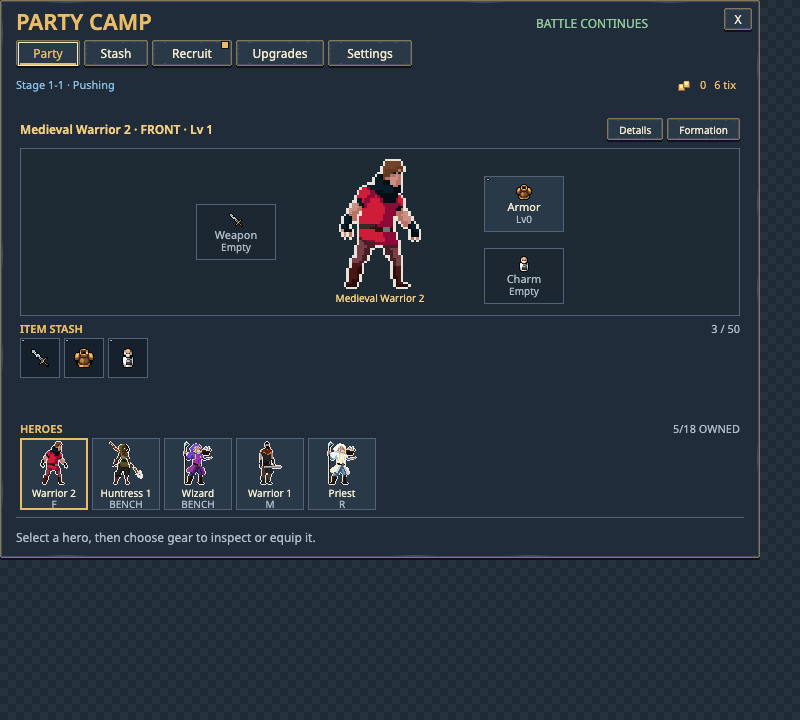 PARTY CAMP
BATTLE CONTINUES
X
Party
Stash
Recruit
Upgrades
Settings
Stage 1-1 · Pushing
0 6 tix
Medieval Warrior 2 · FRONT · Lv 1
Details
Formation
Weapon
Empty
Armor
Lv0
Charm
Empty
Medieval Warrior 2
ITEM STASH
3 / 50
HEROES
5/18 OWNED
Warrior 2
F
Huntress 1
BENCH
Wizard
BENCH
Warrior 1
M
Priest
R
Select a hero, then choose gear to inspect or equip it.